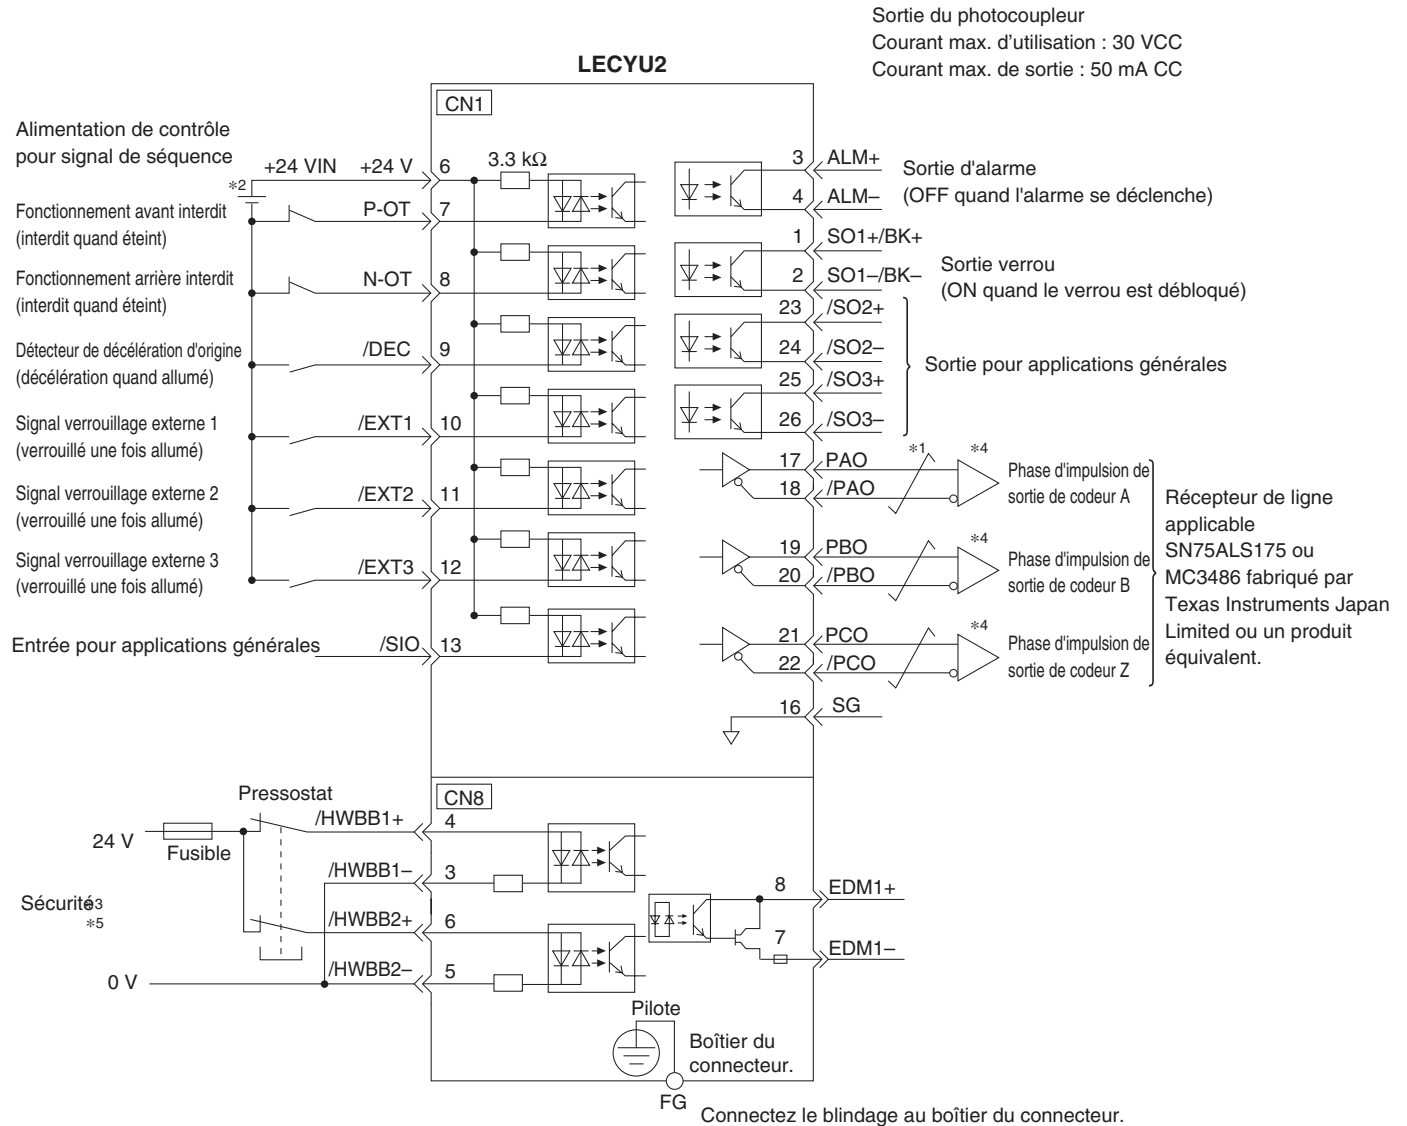 Sortie du photocoupleur
Courant max. d'utilisation : 30 VCC
Courant max. de sortie : 50 mA CC
LECYU2
CN1
Alimentation de contrôle
pour signal de séquence
+24 VIN
+24 V
6
3.3 kΩ
*2
Fonctionnement avant interdit
(interdit quand éteint)
P-OT
7
Fonctionnement arrière interdit
(interdit quand éteint)
N-OT
8
Détecteur de décélération d'origine
(décélération quand allumé)
/DEC
9
Signal verrouillage externe 1
(verrouillé une fois allumé)
/EXT1
10
Signal verrouillage externe 2
(verrouillé une fois allumé)
/EXT2
11
Signal verrouillage externe 3
(verrouillé une fois allumé)
/EXT3
12
Entrée pour applications générales
/SIO
13
3
ALM+
4
ALM–
Sortie d'alarme
(OFF quand l'alarme se déclenche)
1
SO1+/BK+
2
SO1–/BK–
Sortie verrou
(ON quand le verrou est débloqué)
23
/SO2+
24
/SO2–
25
/SO3+
26
/SO3–
Sortie pour applications générales
17
PAO
18
/PAO
*1
*4
Phase d'impulsion de
sortie de codeur A
19
PBO
20
/PBO
*4
Phase d'impulsion de
sortie de codeur B
21
PCO
22
/PCO
*4
Phase d'impulsion de
sortie de codeur Z
Récepteur de ligne
applicable
SN75ALS175 ou
MC3486 fabriqué par
Texas Instruments Japan
Limited ou un produit
équivalent.
16
SG
CN8
Pressostat
24 V
Fusible
/HWBB1+
4
/HWBB1–
3
Sécurité*3
*5
/HWBB2+
6
/HWBB2–
5
0 V
8
EDM1+
7
EDM1–
Pilote
Boîtier du
connecteur.
FG
Connectez le blindage au boîtier du connecteur.